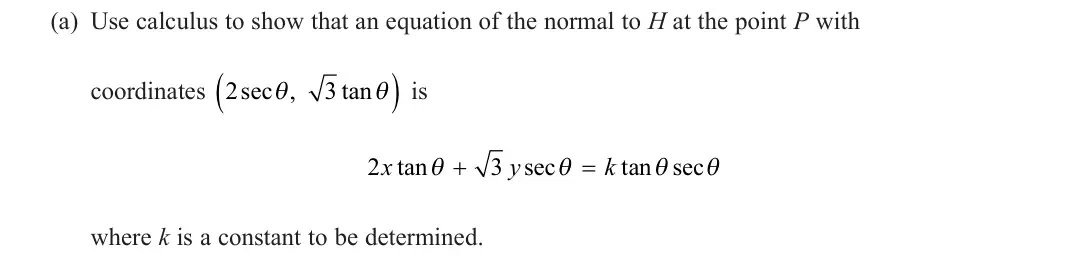 (a) Use calculus to show that an equation of the normal to H at the point P with
coordinates (2 sec θ, √3 tan θ) is
2x tan θ + √3 y sec θ = k tan θ sec θ
where k is a constant to be determined.